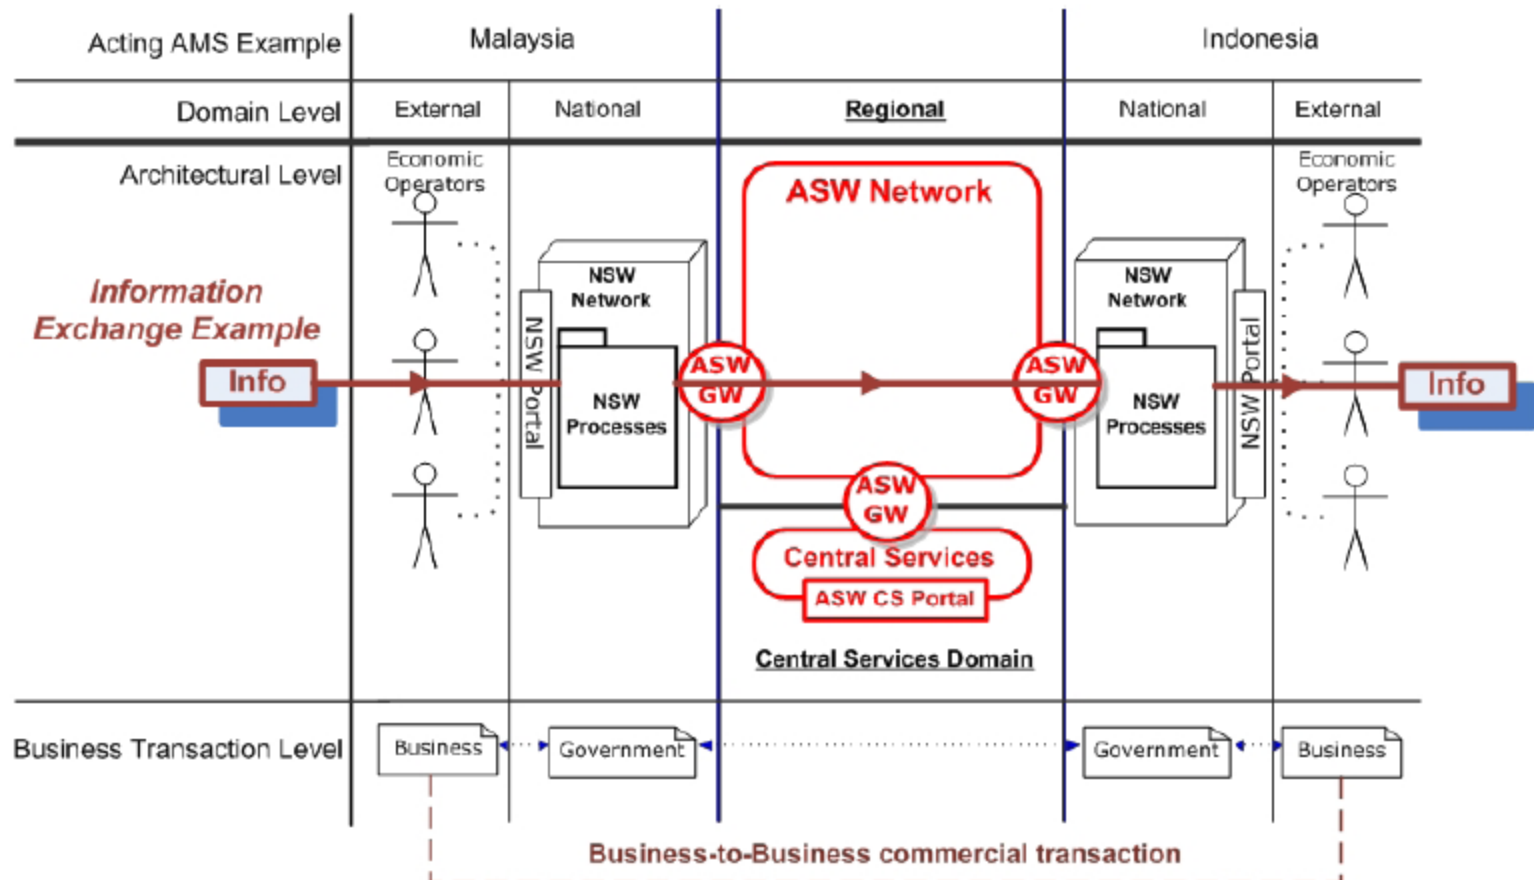 Acting AMS Example
Malaysia
Indonesia
Domain Level
External
National
Regional
National
External
Architectural Level
Economic
Operators
ASW Network
Economic
Operators
Information
Exchange Example
Info
NSW Portal
NSW
Network
NSW
Processes
ASW
GW
ASW
GW
NSW
Network
NSW
Processes
NSW Portal
Info
ASW
GW
Central Services
ASW CS Portal
Central Services Domain
Business Transaction Level
Business
Government
Government
Business
Business-to-Business commercial transaction